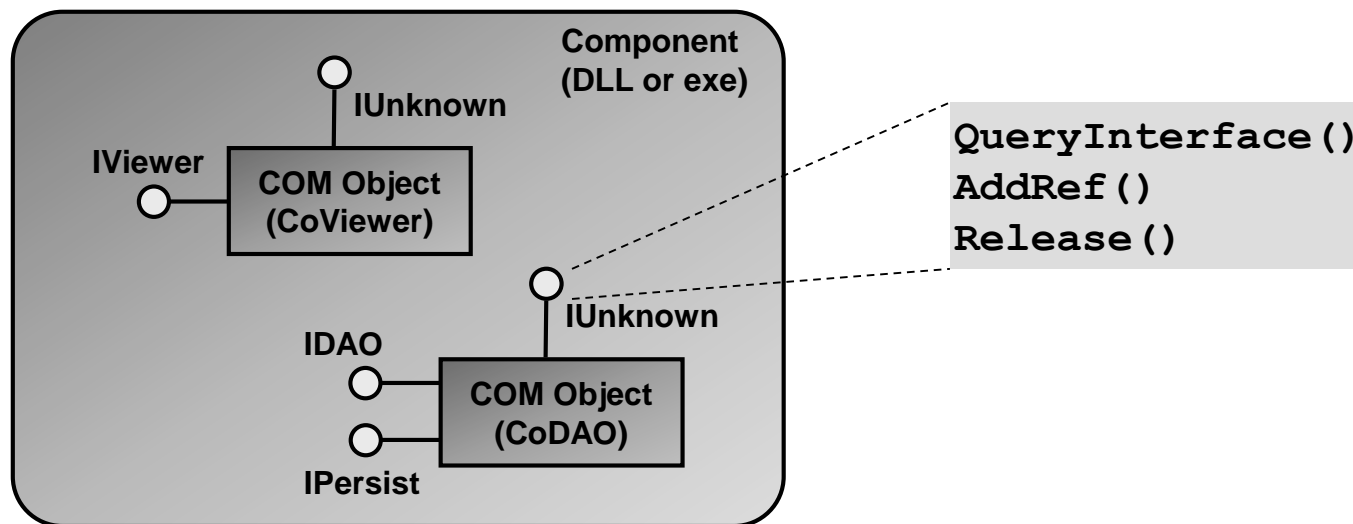 Component
(DLL or exe)
IUnknown
IViewer
COM Object
(CoViewer)
QueryInterface()
AddRef()
Release()
IUnknown
IDAO
COM Object
(CoDAO)
IPersist